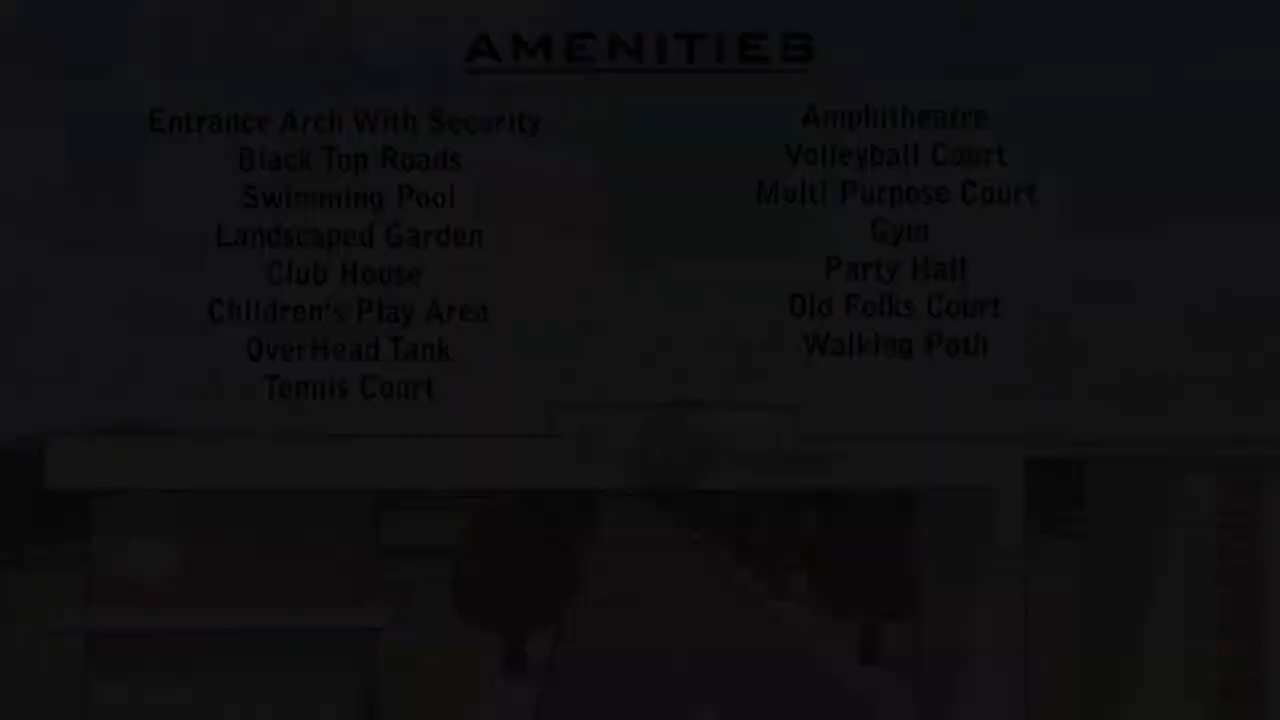 AMENITIES
Entrance Arch With Security
Black Top Roads
Swimming Pool
Landscaped Garden
Club House
Children's Play Area
OverHead Tank
Tennis Court
Amphitheatre
Volleyball Court
Multi Purpose Court
Gym
Party Hall
Old Folks Court
Walking Path